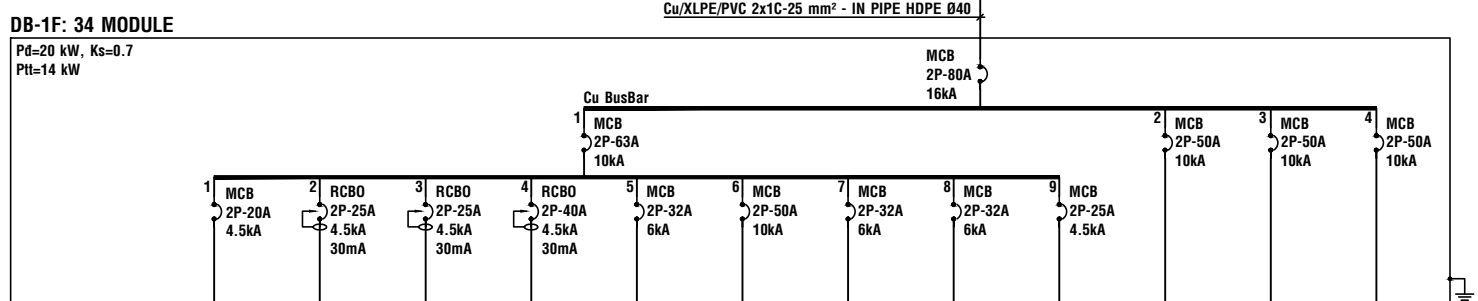 Cu/XLPE/PVC 2x1C-25 mm² - IN PIPE HDPE Ø40
DB-1F: 34 MODULE
Pđ=20 kW, Ks=0.7
Ptt=14 kW
MCB
2P-80A
16kA
Cu BusBar
1
MCB
2P-63A
10kA
2
MCB
2P-50A
10kA
3
MCB
2P-50A
10kA
4
MCB
2P-50A
10kA
1
MCB
2P-20A
4.5kA
2
RCBO
2P-25A
4.5kA
30mA
3
RCBO
2P-25A
4.5kA
30mA
4
RCBO
2P-40A
4.5kA
30mA
5
MCB
2P-32A
6kA
6
MCB
2P-50A
10kA
7
MCB
2P-32A
6kA
8
MCB
2P-32A
6kA
9
MCB
2P-25A
4.5kA